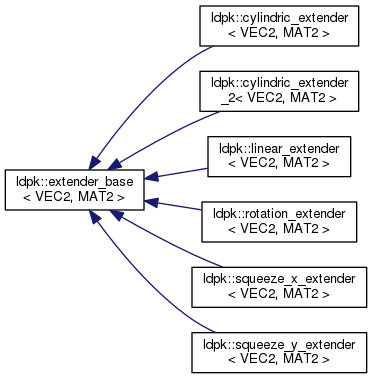 ldpk::cylindric_extender
< VEC2, MAT2 >
ldpk::cylindric_extender
_2< VEC2, MAT2 >
ldpk::linear_extender
< VEC2, MAT2 >
ldpk::extender_base
< VEC2, MAT2 >
ldpk::rotation_extender
< VEC2, MAT2 >
ldpk::squeeze_x_extender
< VEC2, MAT2 >
ldpk::squeeze_y_extender
< VEC2, MAT2 >